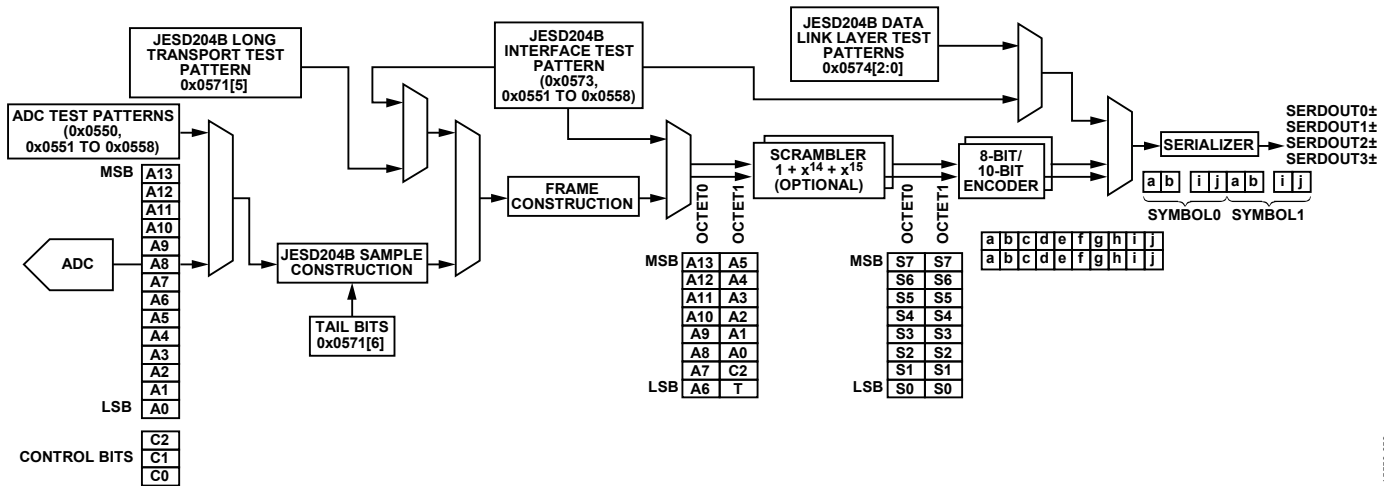 JESD204B LONG
TRANSPORT TEST
PATTERN
0x0571[5]
JESD204B
INTERFACE TEST
PATTERN
(0x0573,
0x0551 TO 0x0558)
JESD204B DATA
LINK LAYER TEST
PATTERNS
0x0574[2:0]
ADC TEST PATTERNS
(0x0550,
0x0551 TO 0x0558)
MSB A13
A12
A11
A10
A9
A8
A7
A6
A5
A4
A3
A2
A1
LSB A0
CONTROL BITS
C2
C1
C0
ADC
JESD204B SAMPLE
CONSTRUCTION
TAIL BITS
0x0571[6]
FRAME
CONSTRUCTION
OCTET0 OCTET1
MSB A13 A5
A12 A4
A11 A3
A10 A2
A9 A1
A8 A0
A7 C2
LSB A6 T
SCRAMBLER
1 + x14 + x15
(OPTIONAL)
OCTET0 OCTET1
MSB S7 S7
S6 S6
S5 S5
S4 S4
S3 S3
S2 S2
S1 S1
LSB S0 S0
8-BIT/
10-BIT
ENCODER
a b c d e f g h i j
a b c d e f g h i j
SERIALIZER
SERDOUT0±
SERDOUT1±
SERDOUT2±
SERDOUT3±
a b i j a b i j
SYMBOL0 SYMBOL1